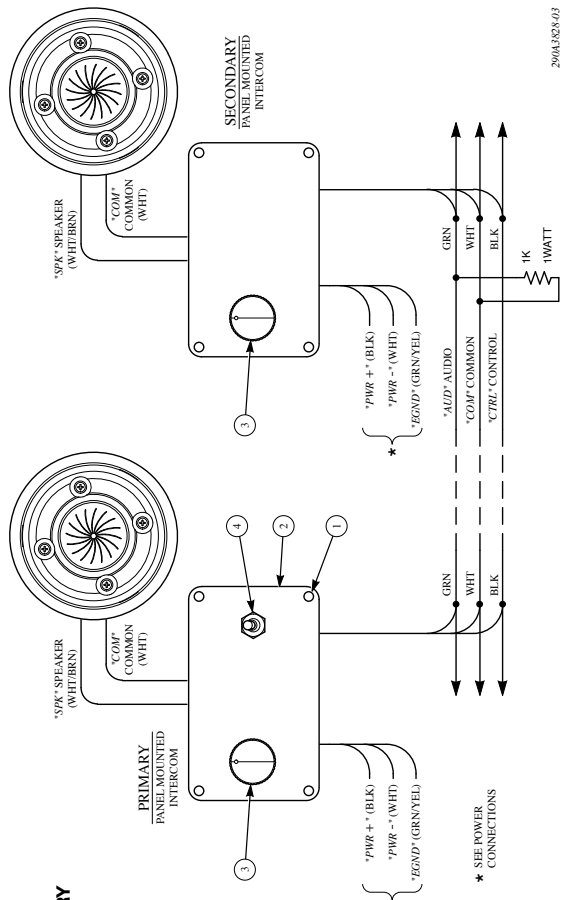 RY
"SPK" SPEAKER
(WHT/BRN)
"COM"
COMMON
(WHT)
PRIMARY
PANEL MOUNTED
INTERCOM
3
4
2
1
"PWR +" (BLK)
"PWR -" (WHT)
"EGND" (GRN/YEL)
GRN
WHT
BLK
* SEE POWER
CONNECTIONS
"SPK" SPEAKER
(WHT/BRN)
"COM"
COMMON
(WHT)
SECONDARY
PANEL MOUNTED
INTERCOM
3
"PWR +" (BLK)
"PWR -" (WHT)
"EGND" (GRN/YEL)
*
"AUD" AUDIO
"COM" COMMON
"CTRL" CONTROL
GRN
WHT
BLK
1K
1WATT
290A3828-03